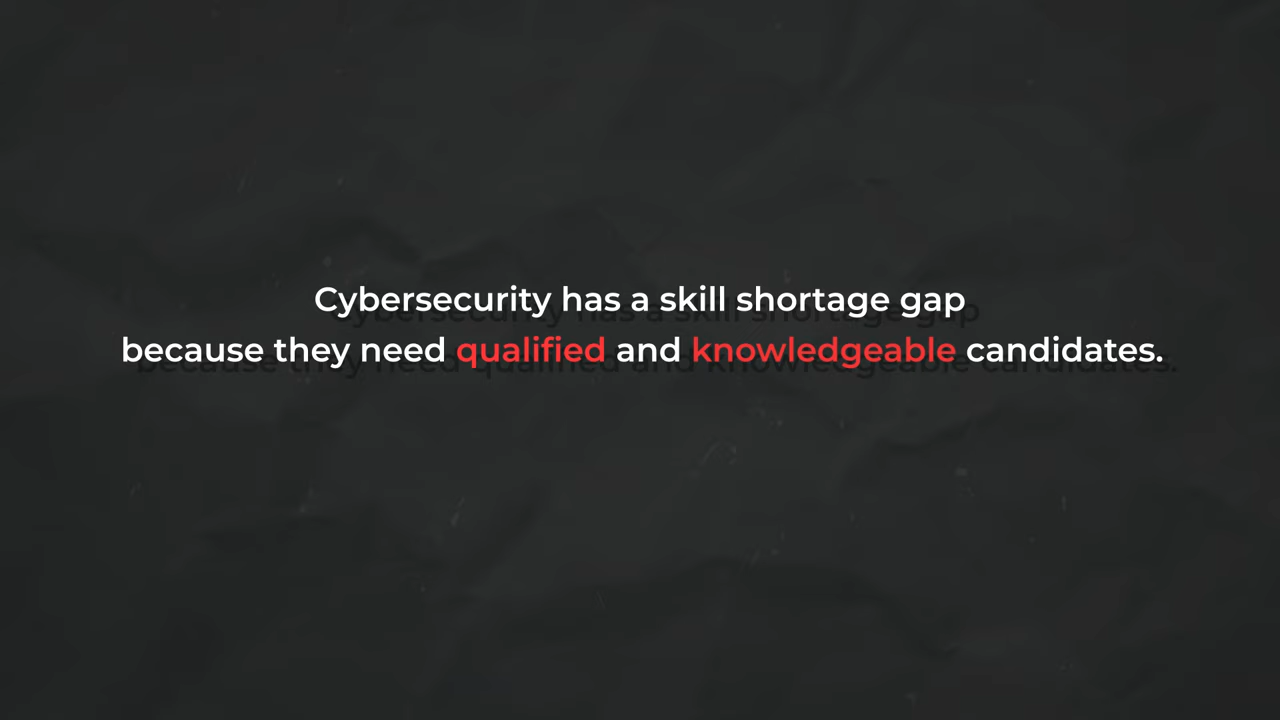 Cybersecurity has a skill shortage gap
because they need qualified and knowledgeable candidates.